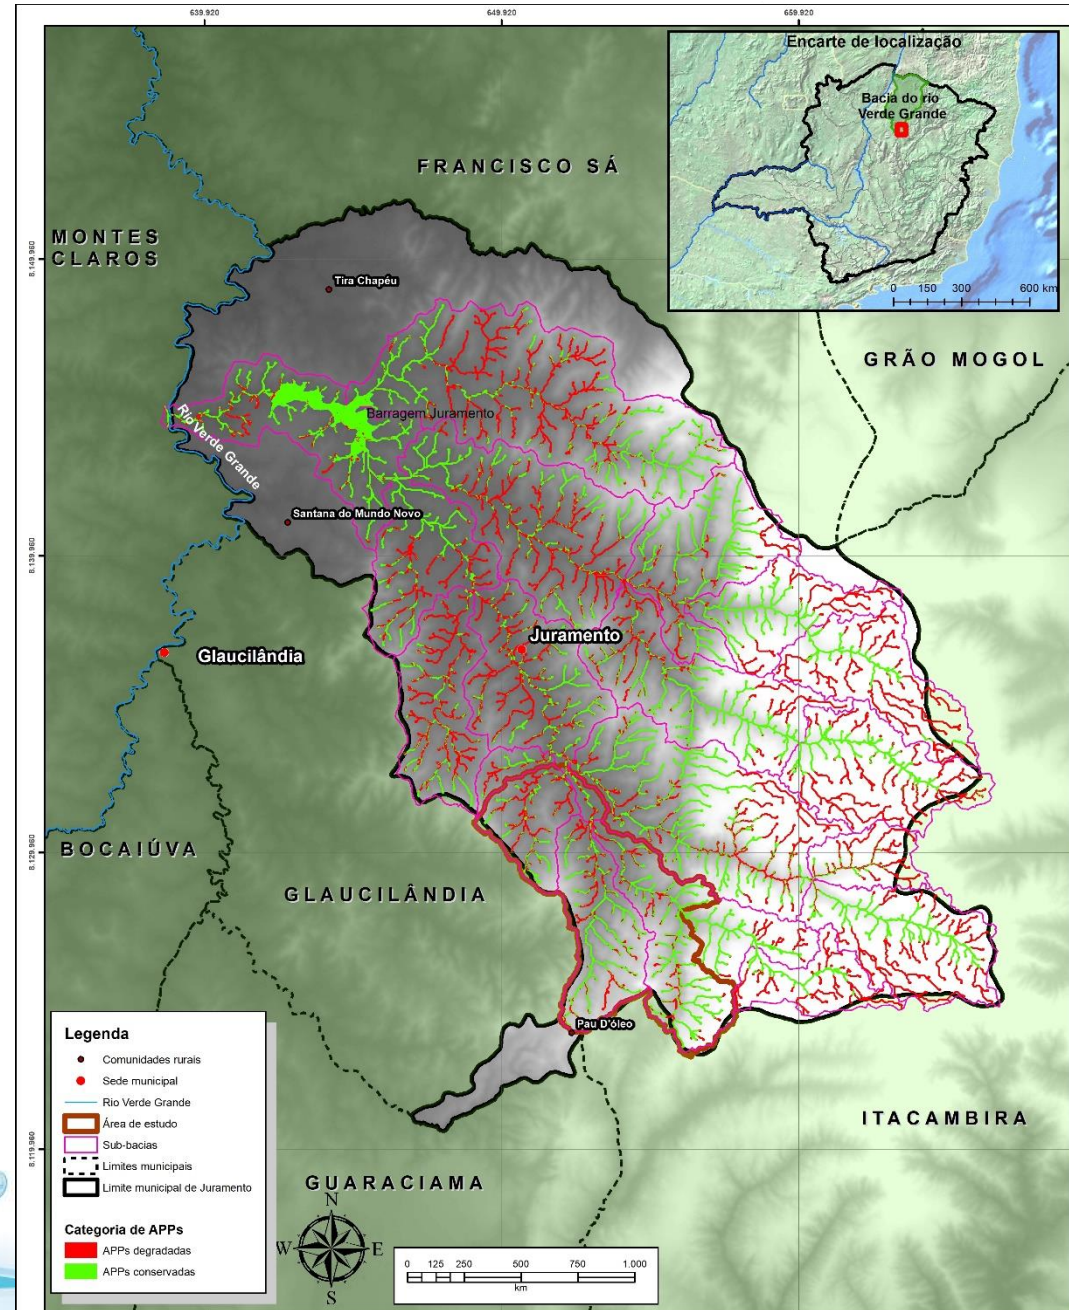 639.920
649.920
659.920
Encarte de localização
Bacia do rio
Verde Grande
0 150 300 600 km
FRANCISCO SÁ
MONTES
CLAROS
8.149.960
Tira Chapéu
GRÃO MOGOL
Barragem Juramento
Rio Verde Grande
Santana do Mundo Novo
8.139.960
Juramento
Glaucilândia
BOCAIÚVA
8.129.960
GLAUCILÂNDIA
Pau D'óleo
ITACAMBIRA
8.119.960
GUARACIAMA
Legenda
Comunidades rurais
Sede municipal
Rio Verde Grande
Área de estudo
Sub-bacias
Limites municipais
Limite municipal de Juramento
Categoria de APPs
APPs degradadas
APPs conservadas
N
W E
S
0 125 250 500 750 1.000
km